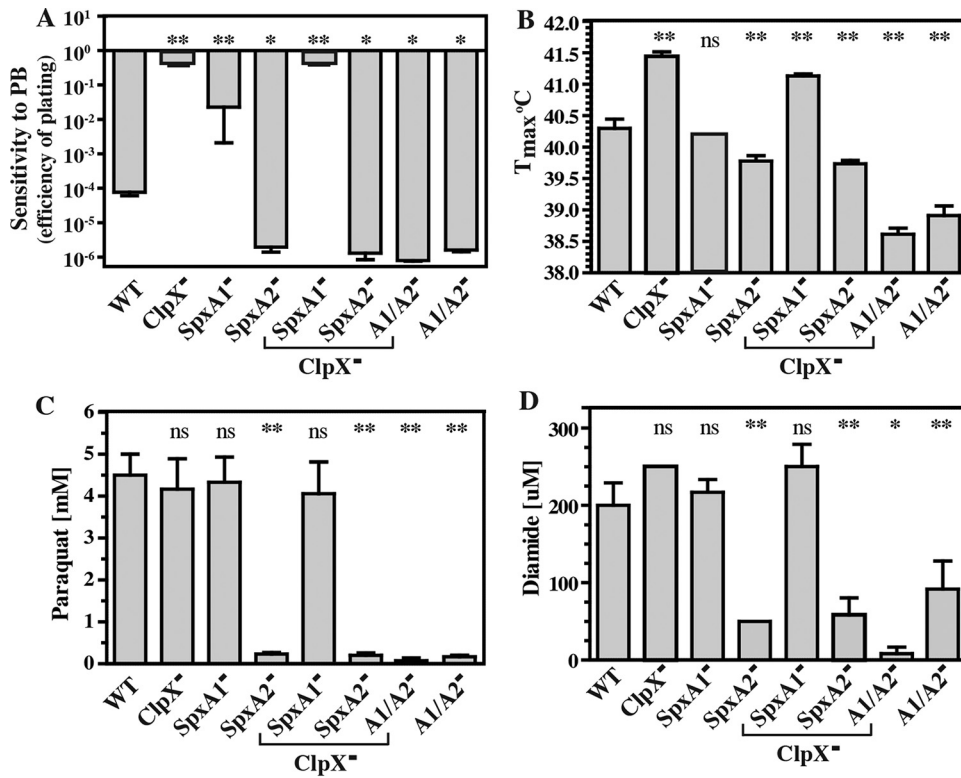 A
Sensitivity to PB
(efficiency of plating)
10¹
10⁰
10⁻¹
10⁻²
10⁻³
10⁻⁴
10⁻⁵
10⁻⁶
** ** * ** * * *
WT ClpX⁻ SpxA1⁻ SpxA2⁻ SpxA1⁻ SpxA2⁻ A1/A2⁻ A1/A2⁻
ClpX⁻
B
Tmax°C
42.0
41.5
41.0
40.5
40.0
39.5
39.0
38.5
38.0
** ns ** ** ** ** **
WT ClpX⁻ SpxA1⁻ SpxA2⁻ SpxA1⁻ SpxA2⁻ A1/A2⁻ A1/A2⁻
ClpX⁻
C
Paraquat [mM]
6
5
4
3
2
1
0
ns ns ** ns ** ** **
WT ClpX⁻ SpxA1⁻ SpxA2⁻ SpxA1⁻ SpxA2⁻ A1/A2⁻ A1/A2⁻
ClpX⁻
D
Diamide [uM]
300
200
100
0
ns ns ** ns ** * **
WT ClpX⁻ SpxA1⁻ SpxA2⁻ SpxA1⁻ SpxA2⁻ A1/A2⁻ A1/A2⁻
ClpX⁻